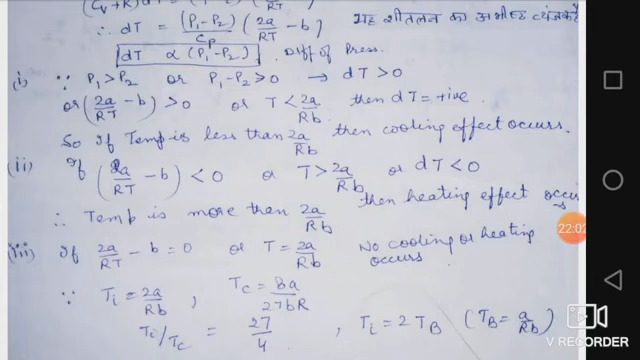 (Cv+R)dT =
∴ dT = (P₁-P₂)/Cp (2a/RT - b) यह शीतलन का अभीष्ट व्यंजक है
dT ∝ (P₁-P₂). Diff of Press.
(i) ∵ P₁>P₂ or P₁-P₂>0 → dT>0
or (2a/RT - b) > 0 or T < 2a/Rb then dT = +ive.
So if Temp is less than 2a/Rb then cooling effect occurs.
(ii) If (2a/RT - b) < 0 or T > 2a/Rb or dT < 0
∴ Temp is more than 2a/Rb then heating effect occurs
(iii) If 2a/RT - b = 0 or T = 2a/Rb No cooling or heating occurs.
∵ Ti = 2a/Rb , Tc = 8a/27bR
Ti/Tc = 27/4 , Ti = 2TB (TB = a/Rb)
22:02
V RECORDER